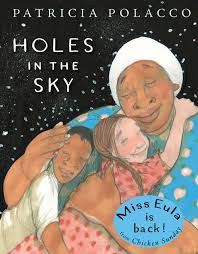 PATRICIA POLACCO
HOLES
IN THE
SKY
Miss Eula
is
back!
from Chicken Sunday